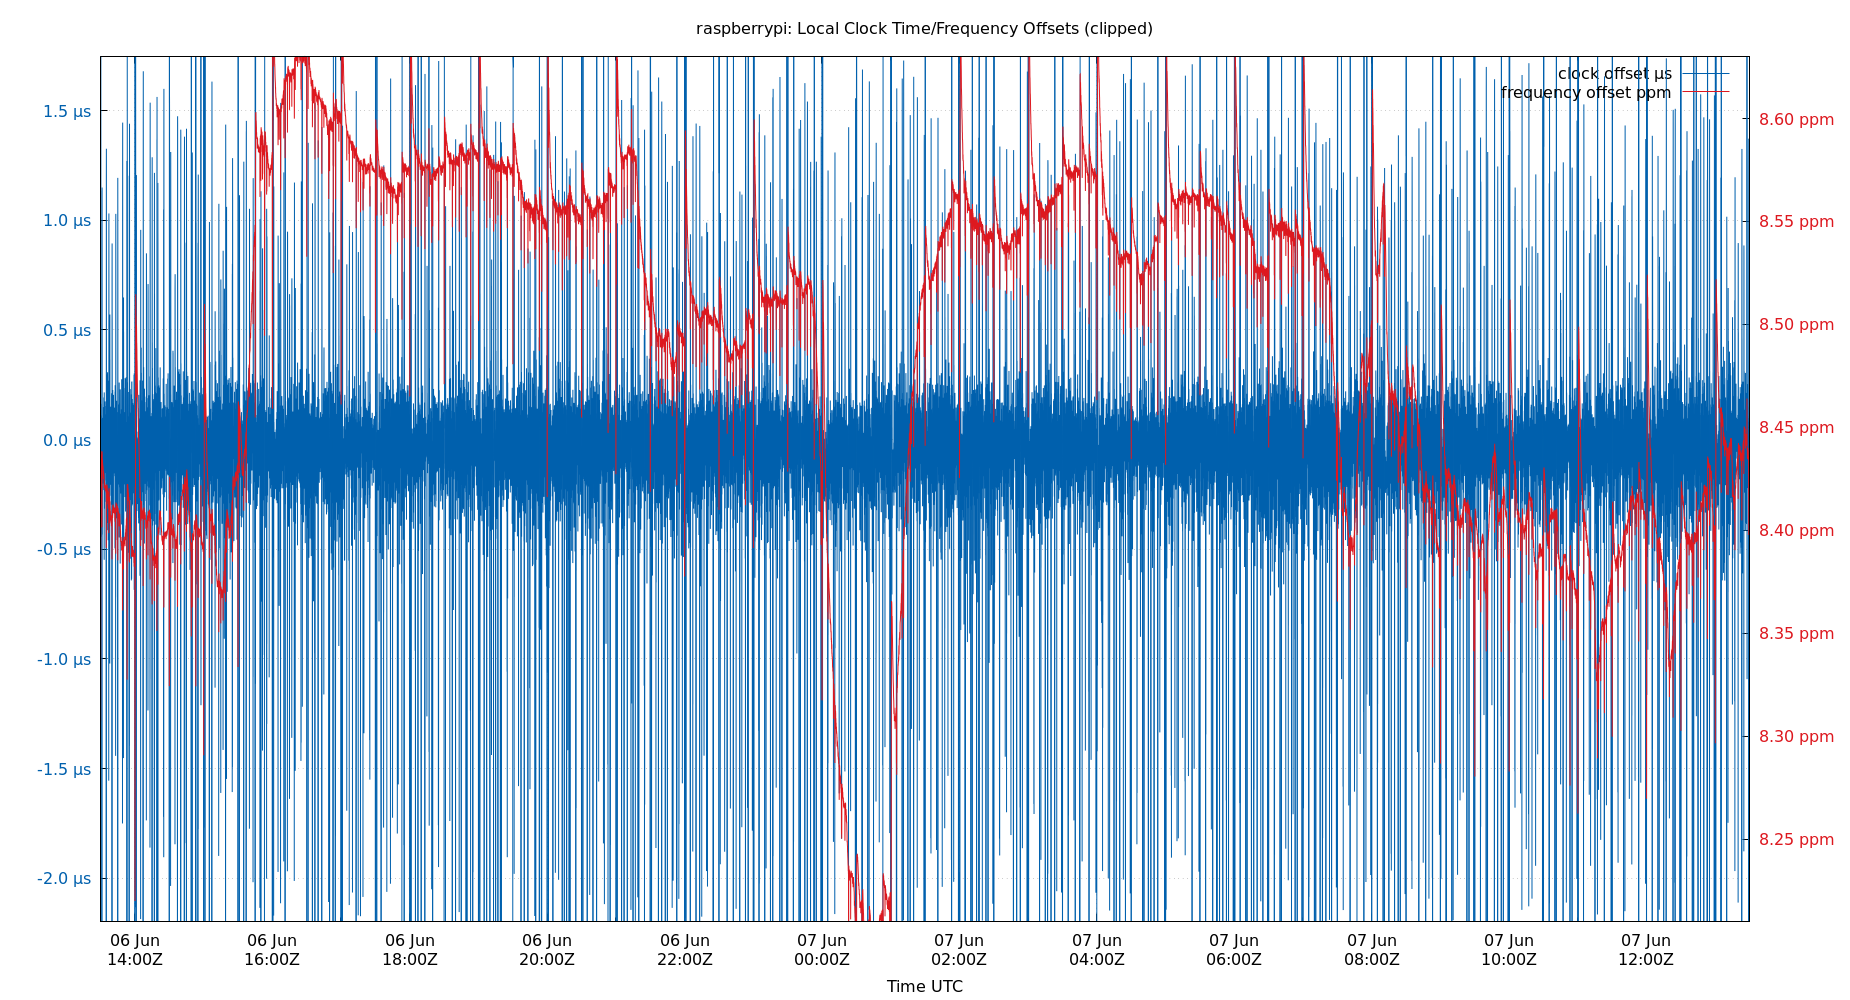 raspberrypi: Local Clock Time/Frequency Offsets (clipped)
clock offset µs
frequency offset ppm
1.5 µs
1.0 µs
0.5 µs
0.0 µs
-0.5 µs
-1.0 µs
-1.5 µs
-2.0 µs
8.60 ppm
8.55 ppm
8.50 ppm
8.45 ppm
8.40 ppm
8.35 ppm
8.30 ppm
8.25 ppm
06 Jun 06 Jun 06 Jun 06 Jun 06 Jun 07 Jun 07 Jun 07 Jun 07 Jun 07 Jun 07 Jun 07 Jun
14:00Z 16:00Z 18:00Z 20:00Z 22:00Z 00:00Z 02:00Z 04:00Z 06:00Z 08:00Z 10:00Z 12:00Z
Time UTC